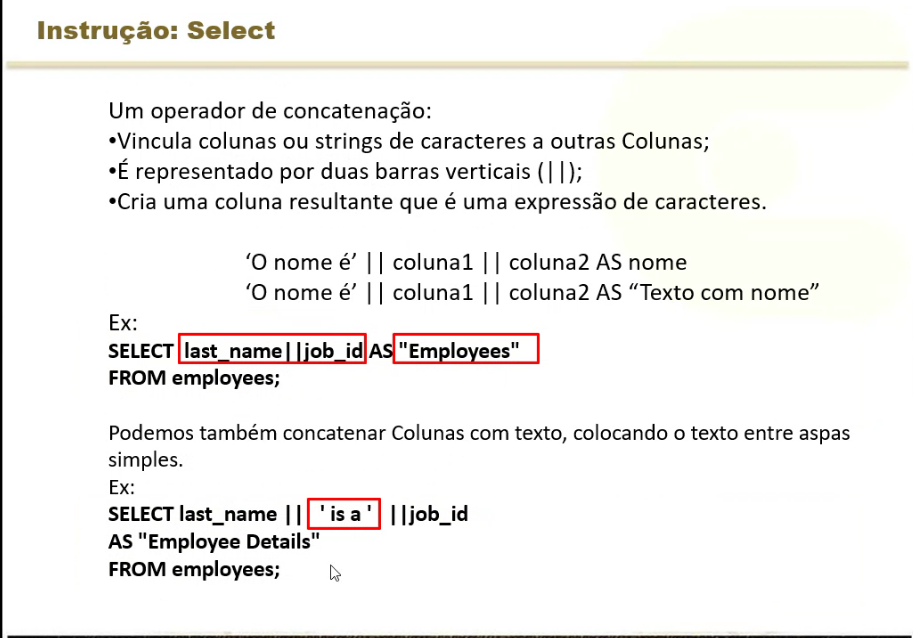 Instrução: Select
Um operador de concatenação:
•Vincula colunas ou strings de caracteres a outras Colunas;
•É representado por duas barras verticais (||);
•Cria uma coluna resultante que é uma expressão de caracteres.
‘O nome é’ || coluna1 || coluna2 AS nome
‘O nome é’ || coluna1 || coluna2 AS “Texto com nome”
Ex:
SELECT last_name||job_id AS "Employees"
FROM employees;
Podemos também concatenar Colunas com texto, colocando o texto entre aspas
simples.
Ex:
SELECT last_name || ' is a ' ||job_id
AS "Employee Details"
FROM employees;